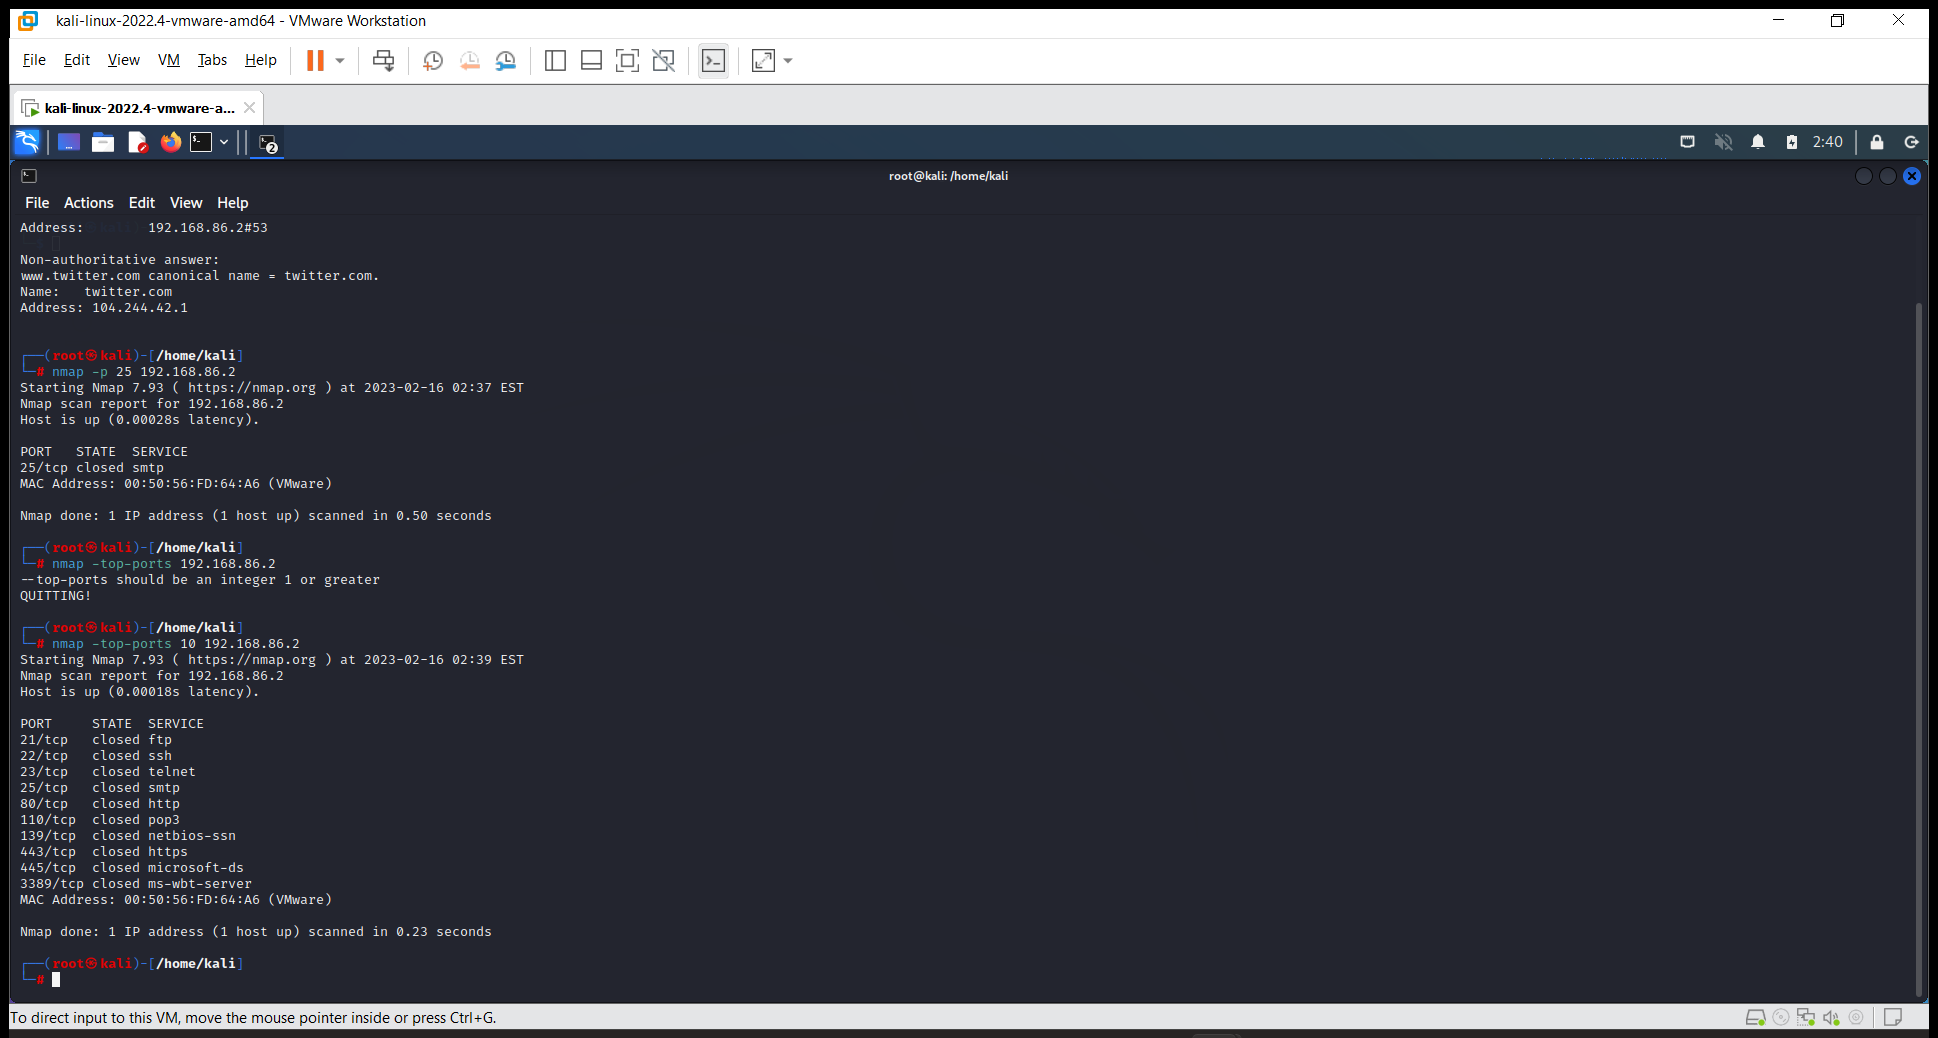 kali-linux-2022.4-vmware-amd64 - VMware Workstation
File Edit View VM Tabs Help
kali-linux-2022.4-vmware-a...
2
2:40
root@kali: /home/kali
File Actions Edit View Help
Address: 192.168.86.2#53
Non-authoritative answer:
www.twitter.com canonical name = twitter.com.
Name: twitter.com
Address: 104.244.42.1
┌──(root㉿kali)-[/home/kali]
└─# nmap -p 25 192.168.86.2
Starting Nmap 7.93 ( https://nmap.org ) at 2023-02-16 02:37 EST
Nmap scan report for 192.168.86.2
Host is up (0.00028s latency).
PORT STATE SERVICE
25/tcp closed smtp
MAC Address: 00:50:56:FD:64:A6 (VMware)
Nmap done: 1 IP address (1 host up) scanned in 0.50 seconds
┌──(root㉿kali)-[/home/kali]
└─# nmap -top-ports 192.168.86.2
--top-ports should be an integer 1 or greater
QUITTING!
┌──(root㉿kali)-[/home/kali]
└─# nmap -top-ports 10 192.168.86.2
Starting Nmap 7.93 ( https://nmap.org ) at 2023-02-16 02:39 EST
Nmap scan report for 192.168.86.2
Host is up (0.00018s latency).
PORT STATE SERVICE
21/tcp closed ftp
22/tcp closed ssh
23/tcp closed telnet
25/tcp closed smtp
80/tcp closed http
110/tcp closed pop3
139/tcp closed netbios-ssn
443/tcp closed https
445/tcp closed microsoft-ds
3389/tcp closed ms-wbt-server
MAC Address: 00:50:56:FD:64:A6 (VMware)
Nmap done: 1 IP address (1 host up) scanned in 0.23 seconds
┌──(root㉿kali)-[/home/kali]
└─#
To direct input to this VM, move the mouse pointer inside or press Ctrl+G.